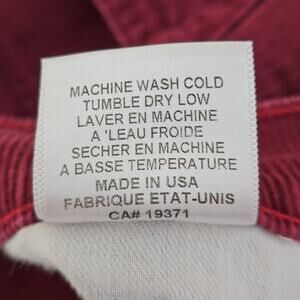 MACHINE WASH COLD
TUMBLE DRY LOW
LAVER EN MACHINE
A 'LEAU FROIDE
SECHER EN MACHINE
A BASSE TEMPERATURE
MADE IN USA
FABRIQUE ETAT-UNIS
CA# 19371